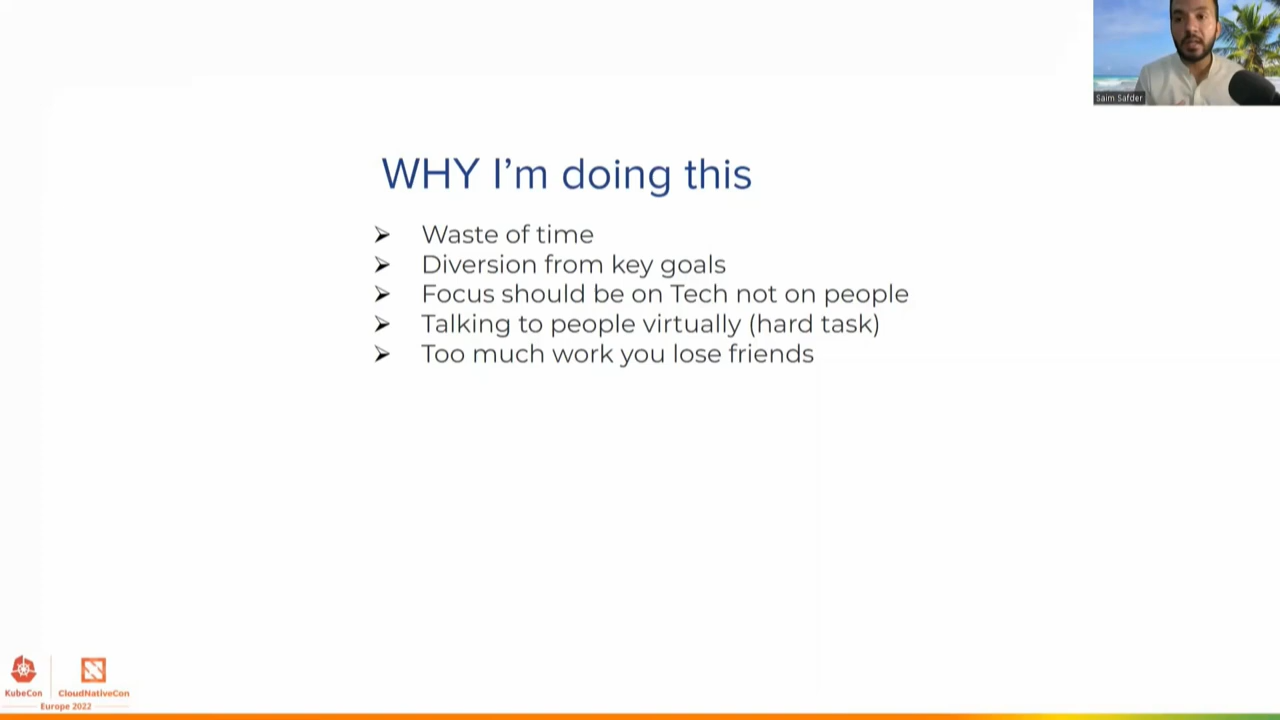 Saim Safder
WHY I'm doing this
➢ Waste of time
➢ Diversion from key goals
➢ Focus should be on Tech not on people
➢ Talking to people virtually (hard task)
➢ Too much work you lose friends
KubeCon
CloudNativeCon
Europe 2022